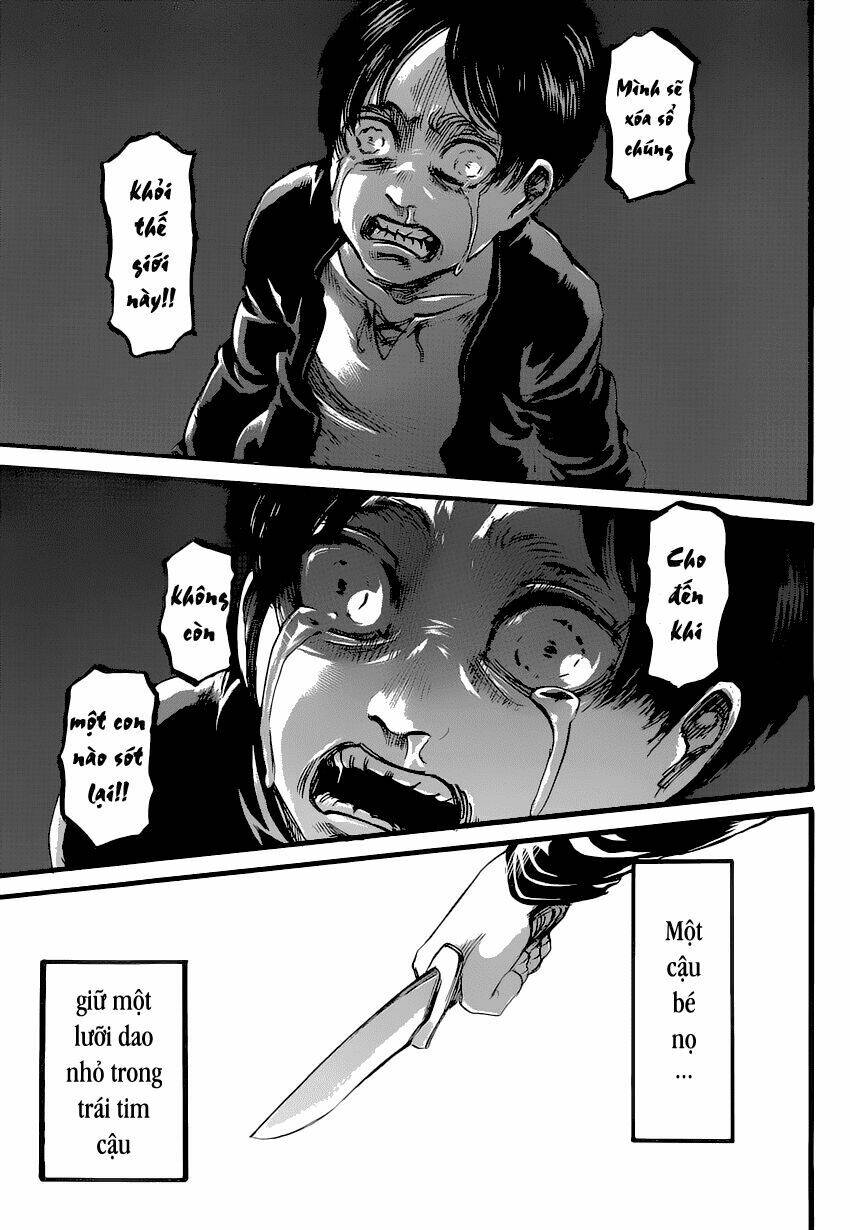 Mình sẽ
xóa sổ
chúng
khỏi
thế
giới
này!!
Cho
đến
khi
không
còn
một con
nào sót
lại!!
Một
cậu
bé
nọ
...
giữ một
lưỡi dao
nhỏ trong
trái tim
cậu